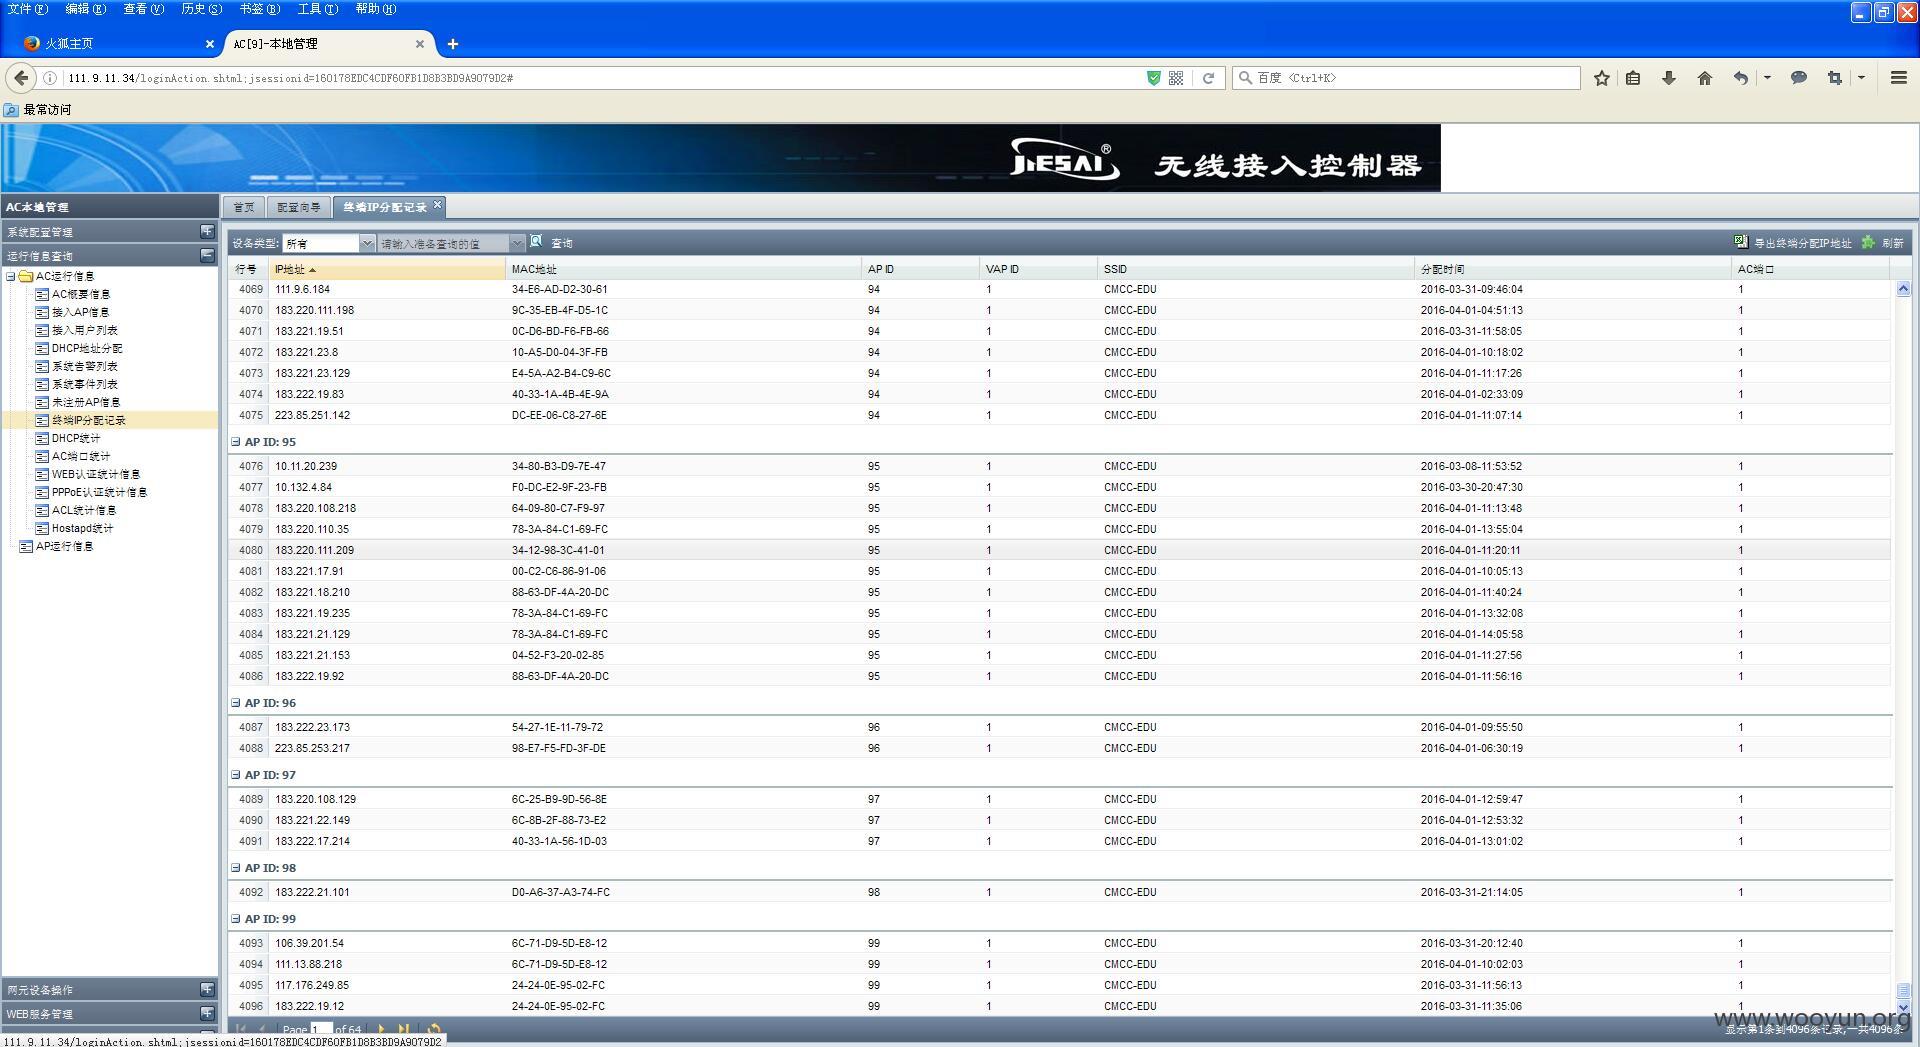 文件(F) 编辑(E) 查看(V) 历史(S) 书签(B) 工具(T) 帮助(H)
火狐主页 × AC[9]-本地管理 × +
111.9.11.34/loginAction.shtml;jsessionid=160178EDC4CDF60FB1D8B3BD9A9079D2# 百度 <Ctrl+K>
最常访问
JIESAI® 无线接入控制器
AC本地管理
系统配置管理
运行信息查询
AC运行信息
AC概要信息
接入AP信息
接入用户列表
DHCP地址分配
系统告警列表
系统事件列表
未注册AP信息
终端IP分配记录
DHCP统计
AC端口统计
WEB认证统计信息
PPPoE认证统计信息
ACL统计信息
Hostapd统计
AP运行信息
网元设备操作
WEB服务管理
首页 配置向导 终端IP分配记录
设备类型: 所有 请输入准备查询的值 查询 导出终端分配IP地址 刷新
行号 IP地址 MAC地址 AP ID VAP ID SSID 分配时间 AC端口
4069 111.9.6.184 34-E6-AD-D2-30-61 94 1 CMCC-EDU 2016-03-31-09:46:04 1
4070 183.220.111.198 9C-35-EB-4F-D5-1C 94 1 CMCC-EDU 2016-04-01-04:51:13 1
4071 183.221.19.51 0C-D6-BD-F6-FB-66 94 1 CMCC-EDU 2016-03-31-11:58:05 1
4072 183.221.23.8 10-A5-D0-04-3F-FB 94 1 CMCC-EDU 2016-04-01-10:18:02 1
4073 183.221.23.129 E4-5A-A2-B4-C9-6C 94 1 CMCC-EDU 2016-04-01-11:17:26 1
4074 183.222.19.83 40-33-1A-4B-4E-9A 94 1 CMCC-EDU 2016-04-01-02:33:09 1
4075 223.85.251.142 DC-EE-06-C8-27-6E 94 1 CMCC-EDU 2016-04-01-11:07:14 1
AP ID: 95
4076 10.11.20.239 34-80-B3-D9-7E-47 95 1 CMCC-EDU 2016-03-08-11:53:52 1
4077 10.132.4.84 F0-DC-E2-9F-23-FB 95 1 CMCC-EDU 2016-03-30-20:47:30 1
4078 183.220.108.218 64-09-80-C7-F9-97 95 1 CMCC-EDU 2016-04-01-11:13:48 1
4079 183.220.110.35 78-3A-84-C1-69-FC 95 1 CMCC-EDU 2016-04-01-13:55:04 1
4080 183.220.111.209 34-12-98-3C-41-01 95 1 CMCC-EDU 2016-04-01-11:20:11 1
4081 183.221.17.91 00-C2-C6-86-91-06 95 1 CMCC-EDU 2016-04-01-10:05:13 1
4082 183.221.18.210 88-63-DF-4A-20-DC 95 1 CMCC-EDU 2016-04-01-11:40:24 1
4083 183.221.19.235 78-3A-84-C1-69-FC 95 1 CMCC-EDU 2016-04-01-13:32:08 1
4084 183.221.21.129 78-3A-84-C1-69-FC 95 1 CMCC-EDU 2016-04-01-14:05:58 1
4085 183.221.21.153 04-52-F3-20-02-85 95 1 CMCC-EDU 2016-04-01-11:27:56 1
4086 183.222.19.92 88-63-DF-4A-20-DC 95 1 CMCC-EDU 2016-04-01-11:56:16 1
AP ID: 96
4087 183.222.23.173 54-27-1E-11-79-72 96 1 CMCC-EDU 2016-04-01-09:55:50 1
4088 223.85.253.217 98-E7-F5-FD-3F-DE 96 1 CMCC-EDU 2016-04-01-06:30:19 1
AP ID: 97
4089 183.220.108.129 6C-25-B9-9D-56-8E 97 1 CMCC-EDU 2016-04-01-12:59:47 1
4090 183.221.22.149 6C-8B-2F-88-73-E2 97 1 CMCC-EDU 2016-04-01-12:53:32 1
4091 183.222.17.214 40-33-1A-56-1D-03 97 1 CMCC-EDU 2016-04-01-13:01:02 1
AP ID: 98
4092 183.222.21.101 D0-A6-37-A3-74-FC 98 1 CMCC-EDU 2016-03-31-21:14:05 1
AP ID: 99
4093 106.39.201.54 6C-71-D9-5D-E8-12 99 1 CMCC-EDU 2016-03-31-20:12:40 1
4094 111.13.88.218 6C-71-D9-5D-E8-12 99 1 CMCC-EDU 2016-04-01-10:02:03 1
4095 117.176.249.85 24-24-0E-95-02-FC 99 1 CMCC-EDU 2016-03-31-11:56:13 1
4096 183.222.19.12 24-24-0E-95-02-FC 99 1 CMCC-EDU 2016-03-31-11:35:06 1
Page 1 of 64 显示第1条到4096条记录,一共4096条
www.wooyun.org
111.9.11.34/loginAction.shtml;jsessionid=160178EDC4CDF60FB1D8B3BD9A9079D2